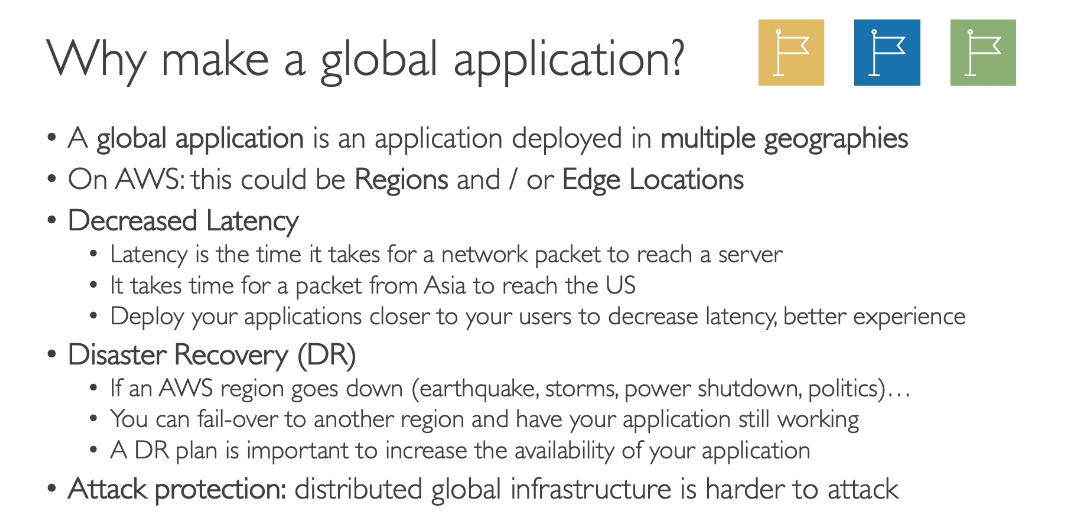 Why make a global application?
• A global application is an application deployed in multiple geographies
• On AWS: this could be Regions and / or Edge Locations
• Decreased Latency
• Latency is the time it takes for a network packet to reach a server
• It takes time for a packet from Asia to reach the US
• Deploy your applications closer to your users to decrease latency, better experience
• Disaster Recovery (DR)
• If an AWS region goes down (earthquake, storms, power shutdown, politics)…
• You can fail-over to another region and have your application still working
• A DR plan is important to increase the availability of your application
• Attack protection: distributed global infrastructure is harder to attack